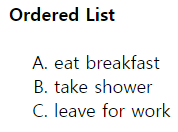 Ordered List
A. eat breakfast
B. take shower
C. leave for work